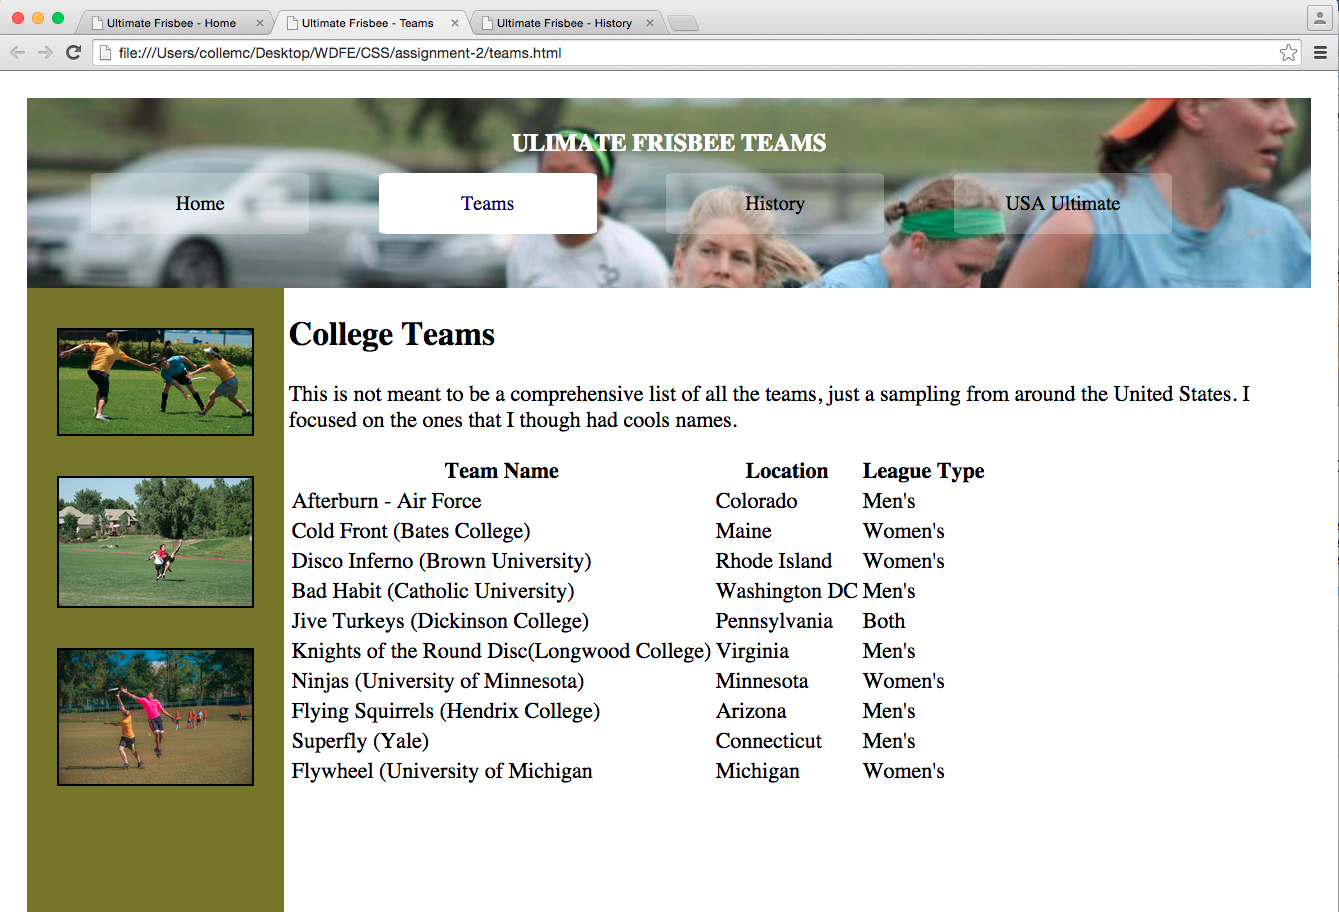 Ultimate Frisbee - Home
Ultimate Frisbee - Teams
Ultimate Frisbee - History
file:///Users/collemc/Desktop/WDFE/CSS/assignment-2/teams.html
ULIMATE FRISBEE TEAMS
Home Teams History USA Ultimate
College Teams
This is not meant to be a comprehensive list of all the teams, just a sampling from around the United States. I
focused on the ones that I though had cools names.
Team Name Location League Type
Afterburn - Air Force Colorado Men's
Cold Front (Bates College) Maine Women's
Disco Inferno (Brown University) Rhode Island Women's
Bad Habit (Catholic University) Washington DC Men's
Jive Turkeys (Dickinson College) Pennsylvania Both
Knights of the Round Disc(Longwood College) Virginia Men's
Ninjas (University of Minnesota) Minnesota Women's
Flying Squirrels (Hendrix College) Arizona Men's
Superfly (Yale) Connecticut Men's
Flywheel (University of Michigan Michigan Women's